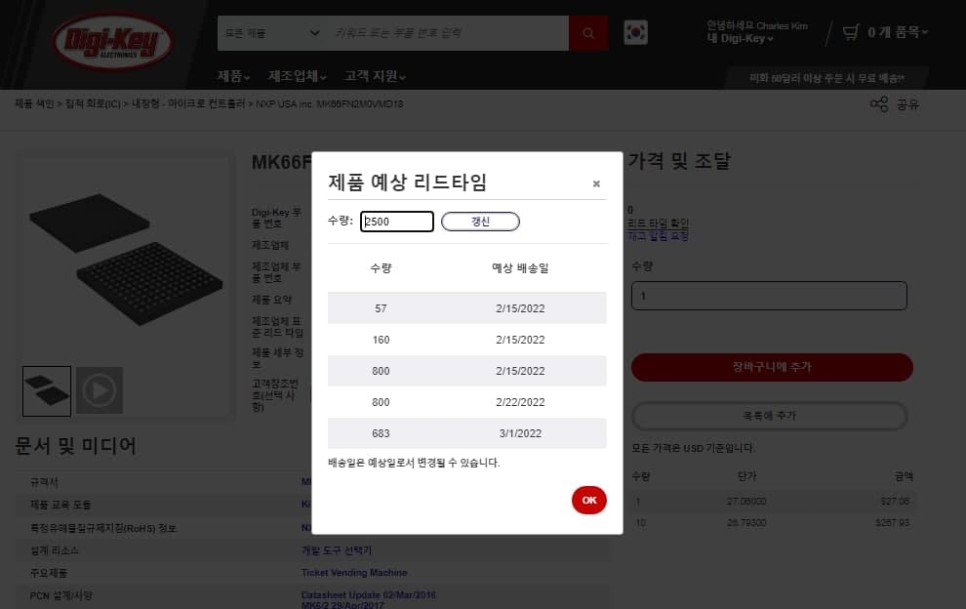 Digi-Key
ELECTRONICS
모든 제품
키워드 또는 부품 번호 입력
안녕하세요 Charles Kim
내 Digi-Key
0 개 품목
제품
제조업체
고객 지원
미화 50달러 이상 주문 시 무료 배송!*
제품 색인 > 집적 회로(IC) > 내장형 - 마이크로 컨트롤러 > NXP USA Inc. MK66FN2M0VMD18
공유
MK66F
Digi-Key 부
품 번호
제조업체
제조업체 부
품 번호
제품 요약
제조업체 표
준 리드 타임
제품 세부 정
보
고객참조번
호(선택 사
항)
제품 예상 리드타임
×
수량:
2500
갱신
수량
예상 배송일
57
2/15/2022
160
2/15/2022
800
2/15/2022
800
2/22/2022
683
3/1/2022
배송일은 예상일로서 변경될 수 있습니다.
OK
가격 및 조달
0
리드 타임 확인
재고 알림 요청
수량
1
장바구니에 추가
목록에 추가
모든 가격은 USD 기준입니다.
수량
단가
금액
1
27.06000
$27.06
10
26.79300
$267.93
문서 및 미디어
규격서
제품 교육 모듈
특정유해물질규제지침(RoHS) 정보
설계 리소스
개발 도구 선택기
주요제품
Ticket Vending Machine
PCN 설계/사양
Datasheet Update 02/Mar/2016
MK6/2 29/Apr/2017